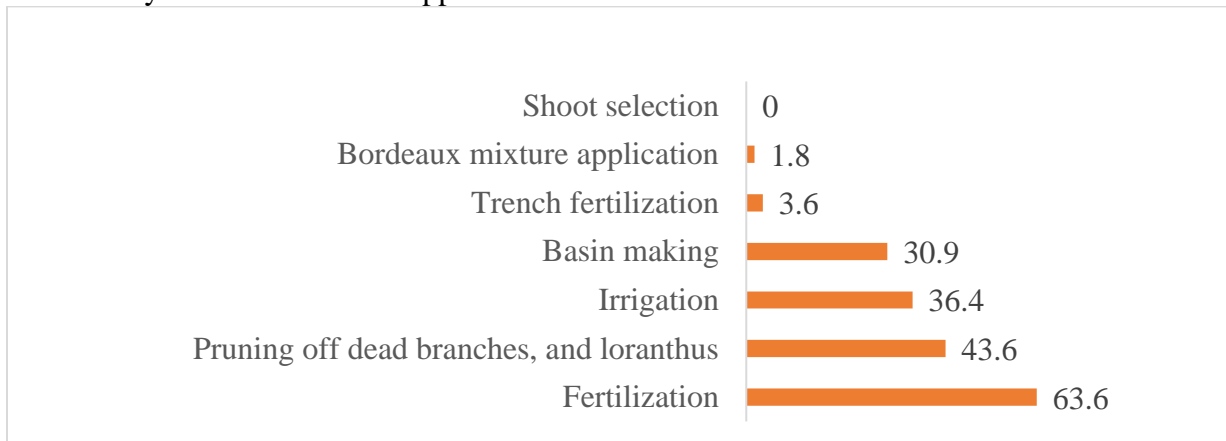 Shoot selection 0
Bordeaux mixture application 1.8
Trench fertilization 3.6
Basin making 30.9
Irrigation 36.4
Pruning off dead branches, and loranthus 43.6
Fertilization 63.6